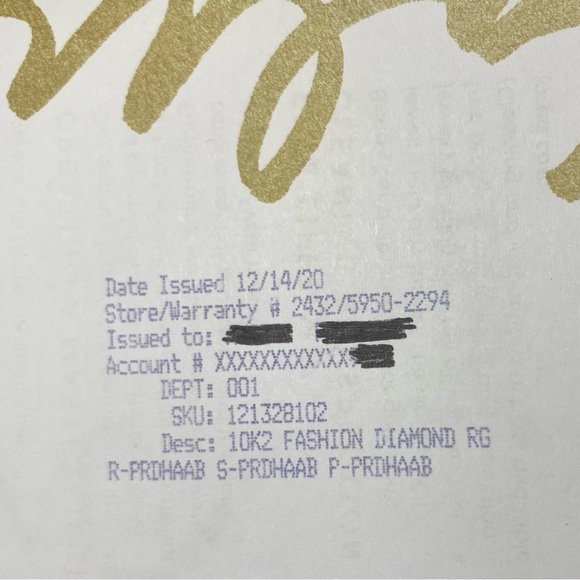 Date Issued 12/14/20
Store/Warranty # 2432/5950-2294
Issued to:
Account # XXXXXXXXXXXX
DEPT: 001
SKU: 121328102
Desc: 10K2 FASHION DIAMOND RG
R-PRDHAAB S-PRDHAAB P-PRDHAAB